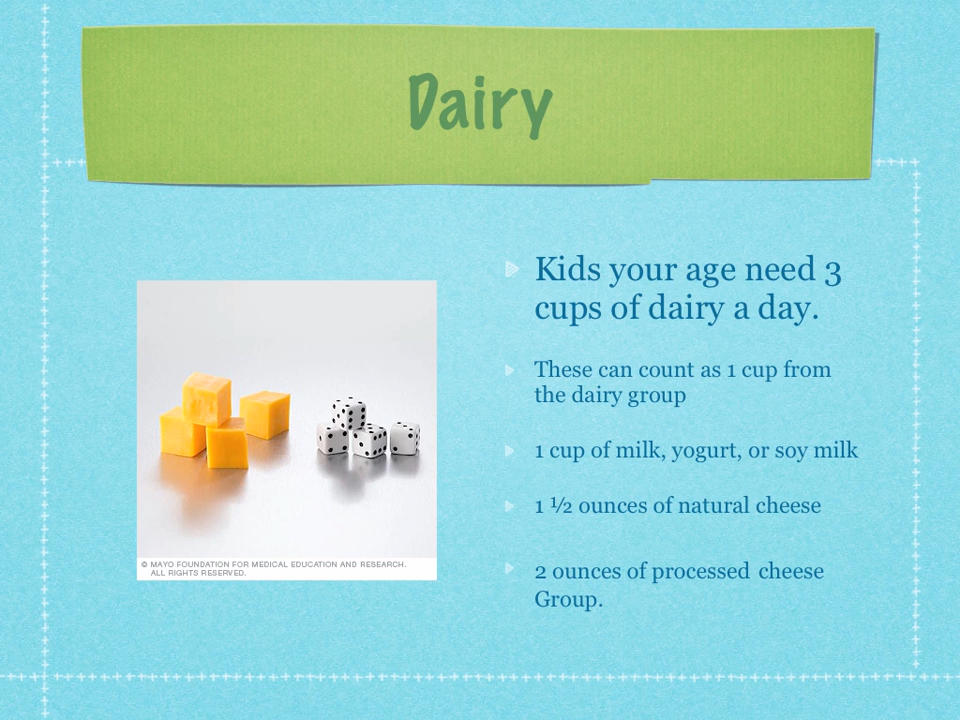 Dairy
Kids your age need 3
cups of dairy a day.
These can count as 1 cup from
the dairy group
1 cup of milk, yogurt, or soy milk
1 ½ ounces of natural cheese
2 ounces of processed cheese
Group.
© MAYO FOUNDATION FOR MEDICAL EDUCATION AND RESEARCH.
ALL RIGHTS RESERVED.